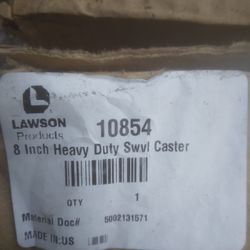 LAWSON
Products
10854
8 Inch Heavy Duty Swvl Caster
QTY 1
Material Doc# 5002131571
MADE IN:US